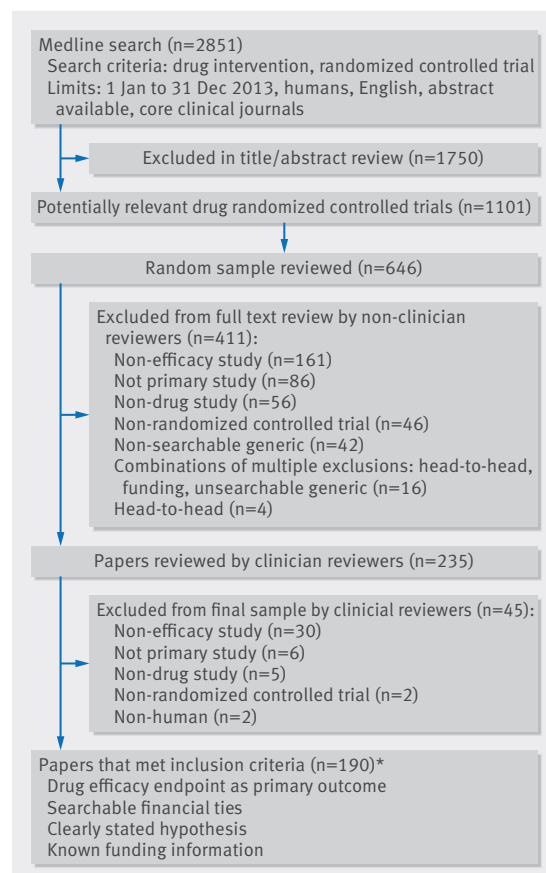 Medline search (n=2851)
Search criteria: drug intervention, randomized controlled trial
Limits: 1 Jan to 31 Dec 2013, humans, English, abstract
available, core clinical journals
Excluded in title/abstract review (n=1750)
Potentially relevant drug randomized controlled trials (n=1101)
Random sample reviewed (n=646)
Excluded from full text review by non-clinician
reviewers (n=411):
Non-efficacy study (n=161)
Not primary study (n=86)
Non-drug study (n=56)
Non-randomized controlled trial (n=46)
Non-searchable generic (n=42)
Combinations of multiple exclusions: head-to-head,
funding, unsearchable generic (n=16)
Head-to-head (n=4)
Papers reviewed by clinician reviewers (n=235)
Excluded from final sample by clinicial reviewers (n=45):
Non-efficacy study (n=30)
Not primary study (n=6)
Non-drug study (n=5)
Non-randomized controlled trial (n=2)
Non-human (n=2)
Papers that met inclusion criteria (n=190)*
Drug efficacy endpoint as primary outcome
Searchable financial ties
Clearly stated hypothesis
Known funding information